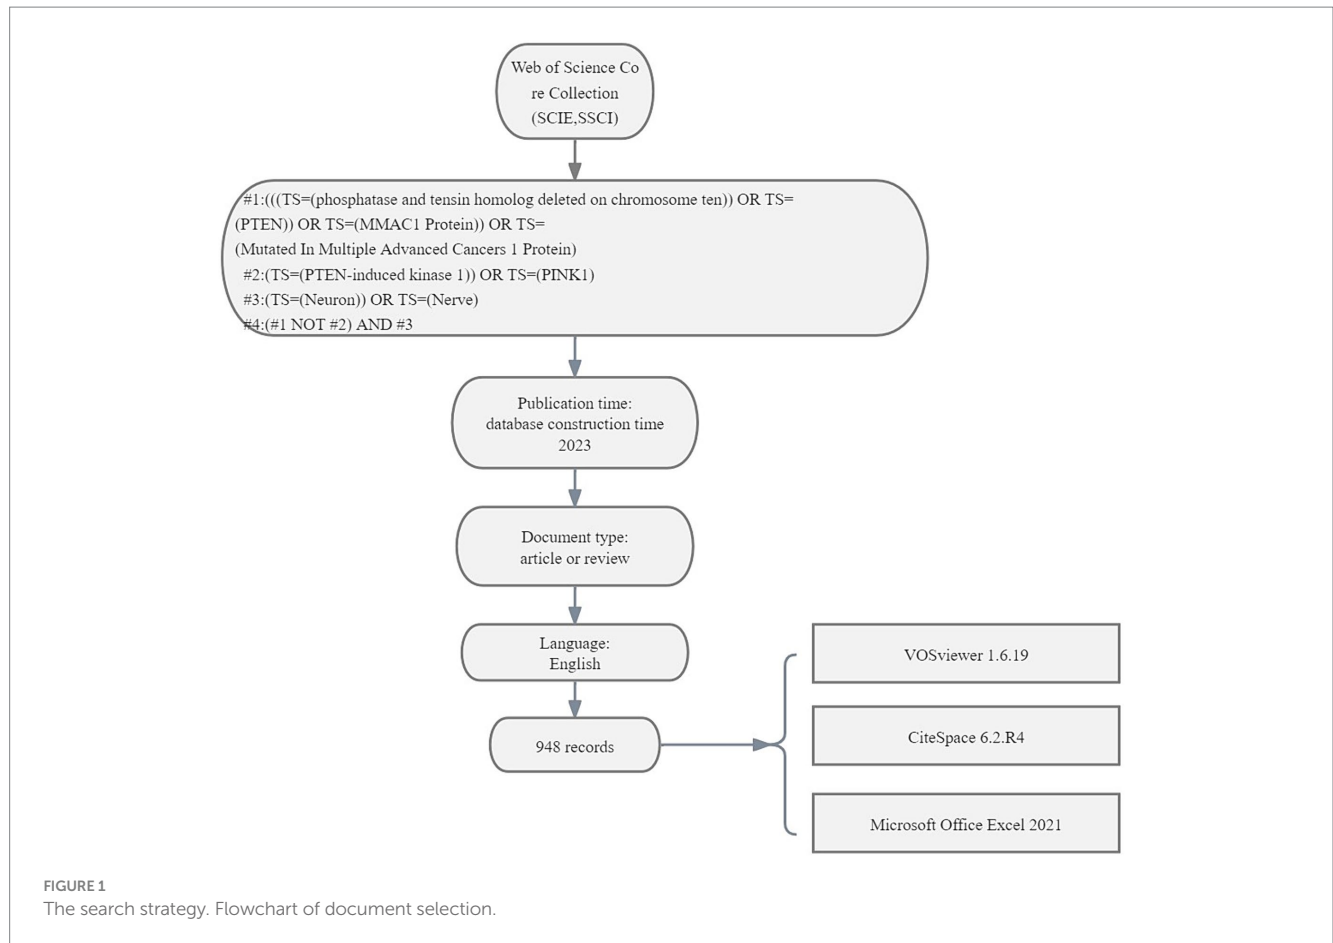 Web of Science Co
re Collection
(SCIE,SSCI)
#1:(((TS=(phosphatase and tensin homolog deleted on chromosome ten)) OR TS=
(PTEN)) OR TS=(MMAC1 Protein)) OR TS=
(Mutated In Multiple Advanced Cancers 1 Protein)
#2:(TS=(PTEN-induced kinase 1)) OR TS=(PINK1)
#3:(TS=(Neuron)) OR TS=(Nerve)
#4:(#1 NOT #2) AND #3
Publication time:
database construction time
2023
Document type:
article or review
Language:
English
948 records
VOSviewer 1.6.19
CiteSpace 6.2.R4
Microsoft Office Excel 2021
FIGURE 1
The search strategy. Flowchart of document selection.